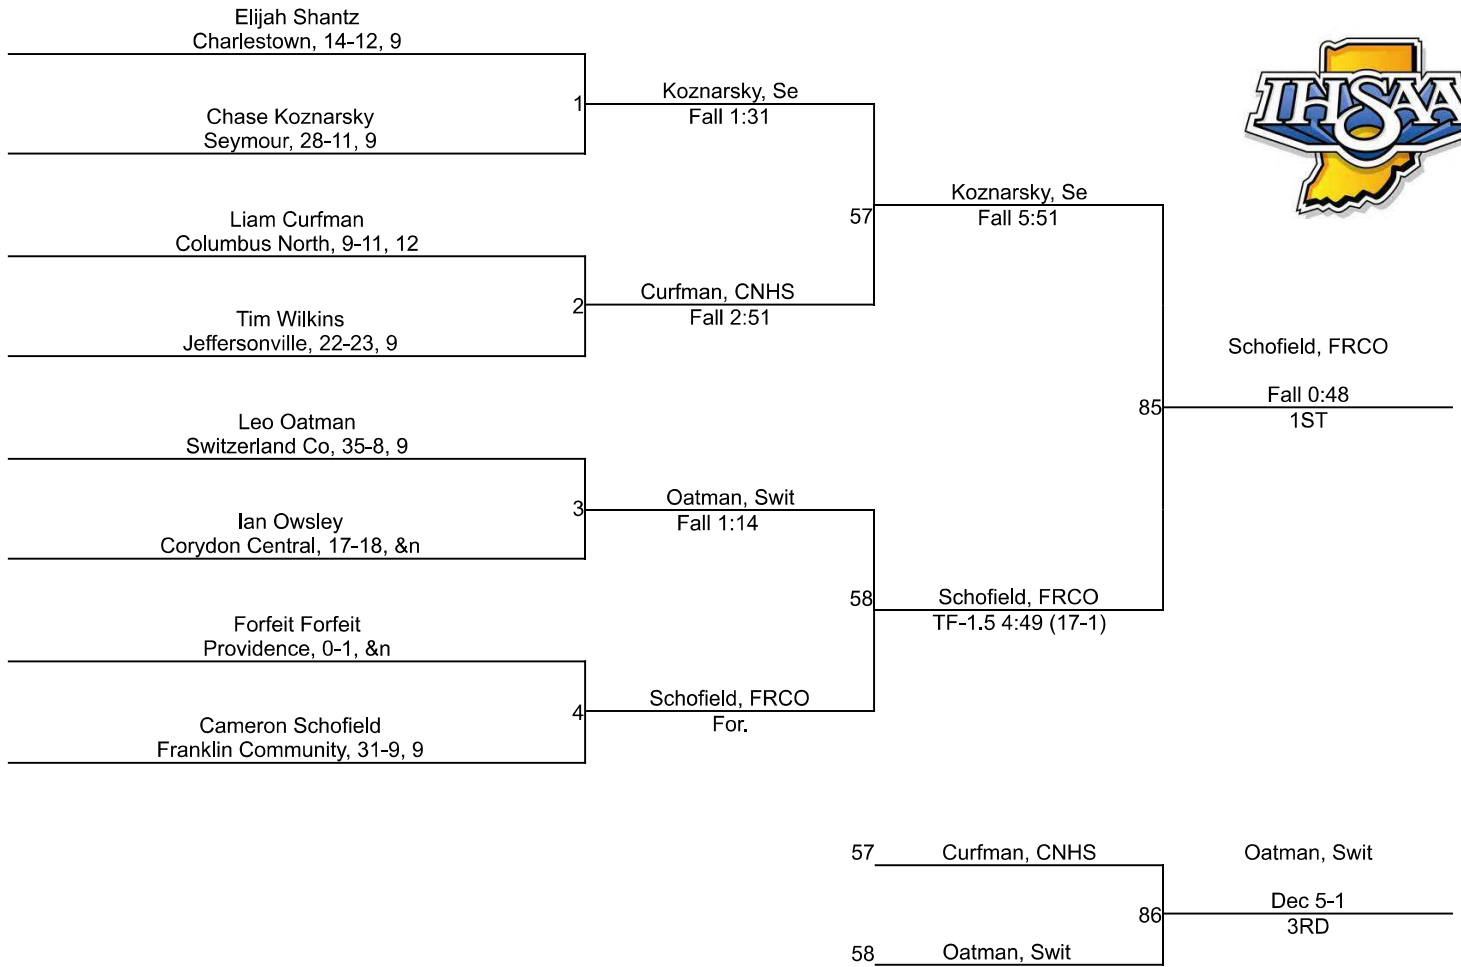 Elijah Shantz
Charlestown, 14-12, 9
Chase Koznarsky
Seymour, 28-11, 9
Liam Curfman
Columbus North, 9-11, 12
Tim Wilkins
Jeffersonville, 22-23, 9
Leo Oatman
Switzerland Co, 35-8, 9
Ian Owsley
Corydon Central, 17-18, &n
Forfeit Forfeit
Providence, 0-1, &n
Cameron Schofield
Franklin Community, 31-9, 9
1
Koznarsky, Se
Fall 1:31
2
Curfman, CNHS
Fall 2:51
3
Oatman, Swit
Fall 1:14
4
Schofield, FRCO
For.
57
Koznarsky, Se
Fall 5:51
58
Schofield, FRCO
TF-1.5 4:49 (17-1)
IHSAA
85
Schofield, FRCO
Fall 0:48
1ST
57
Curfman, CNHS
58
Oatman, Swit
86
Oatman, Swit
Dec 5-1
3RD